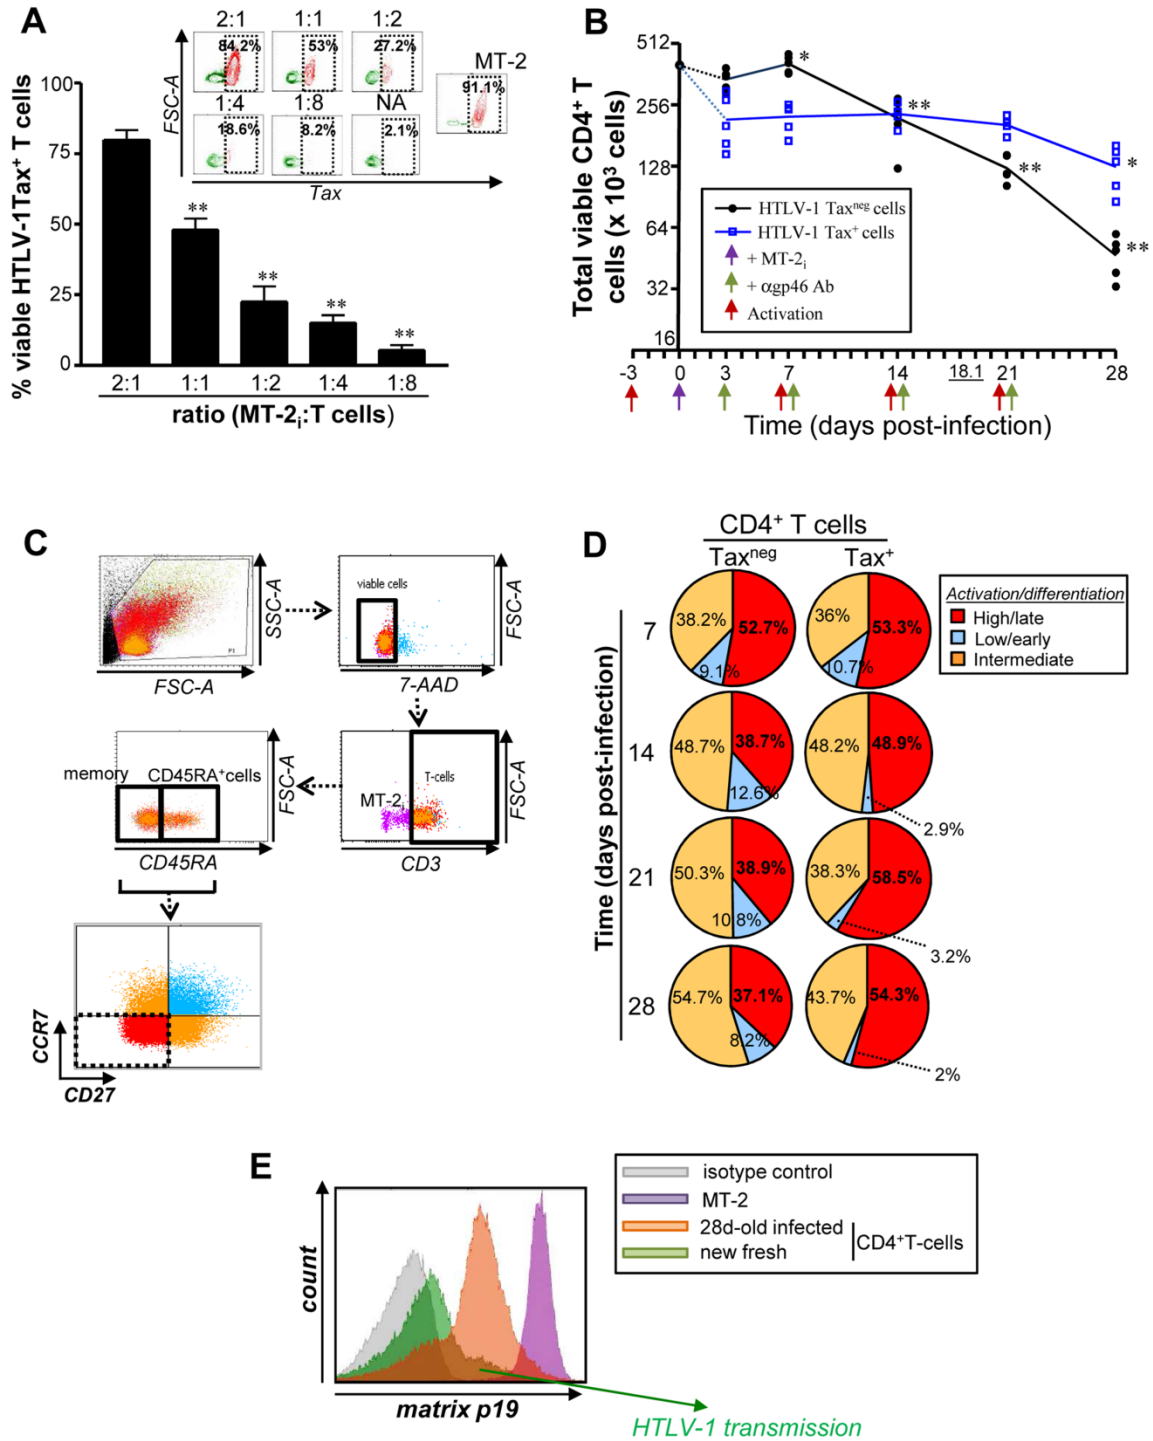 A
2:1 1:1 1:2
84.2% 53% 27.2%
MT-2
91.1%
1:4 1:8 NA
18.6% 8.2% 2.1%
FSC-A
Tax
% viable HTLV-1Tax+ T cells
100
75
50
25
0
** ** ** **
2:1 1:1 1:2 1:4 1:8
ratio (MT-2i:T cells)
B
Total viable CD4+ T
cells (x 10³ cells)
512
256
128
64
32
16
* ** ** * **
HTLV-1 Taxneg cells
HTLV-1 Tax+ cells
+ MT-2i
+ αgp46 Ab
Activation
-3 0 3 7 14 18.1 21 28
Time (days post-infection)
C
SSC-A
FSC-A
P1
viable cells
FSC-A
7-AAD
memory CD45RA+cells
FSC-A
CD45RA
T-cells
MT-2i
FSC-A
CD3
CCR7
CD27
D
CD4+ T cells
Taxneg Tax+
Activation/differentiation
High/late
Low/early
Intermediate
Time (days post-infection)
7
38.2% 52.7% 9.1%
36% 53.3% 10.7%
14
48.7% 38.7% 12.6%
48.2% 48.9% 2.9%
21
50.3% 38.9% 10.8%
38.3% 58.5% 3.2%
28
54.7% 37.1% 8.2%
43.7% 54.3% 2%
E
isotype control
MT-2
28d-old infected
new fresh
CD4+T-cells
count
matrix p19
HTLV-1 transmission